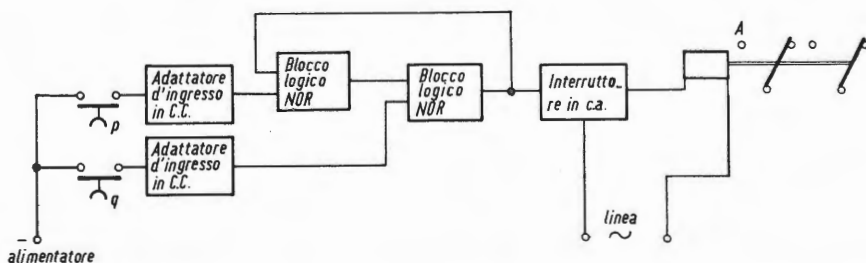 Adattatore
d'ingresso
in C.C.
p
Adattatore
d'ingresso
in C.C.
q
−
alimentatore
Blocco
logico
NOR
Blocco
logico
NOR
Interrutto_
re in c.a.
linea
~
A